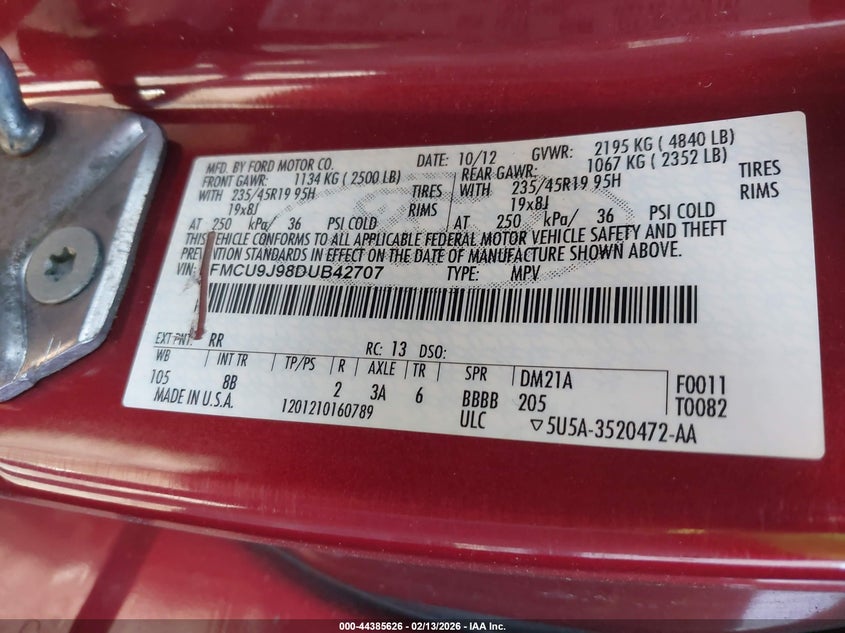 MFD. BY FORD MOTOR CO. DATE: 10/12 GVWR: 2195 KG ( 4840 LB)
FRONT GAWR: 1134 KG ( 2500 LB) REAR GAWR: 1067 KG ( 2352 LB)
WITH 235/45R19 95H TIRES WITH 235/45R19 95H TIRES
19x8J RIMS 19x8J RIMS
AT 250 kPa/ 36 PSI COLD AT 250 kPa/ 36 PSI COLD
THIS VEHICLE CONFORMS TO ALL APPLICABLE FEDERAL MOTOR VEHICLE SAFETY AND THEFT
PREVENTION STANDARDS IN EFFECT ON THE DATE OF MANUFACTURE SHOWN ABOVE.
VIN: FMCU9J98DUB42707 TYPE: MPV
EXT PNT: RR RC: 13 DSO:
WB INT TR TP/PS R AXLE TR SPR DM21A F0011
105 8B 2 3A 6 BBBB 205 T0082
MADE IN U.S.A. 1201210160789 ULC ▽5U5A-3520472-AA
000-44385626 - 02/13/2026 - IAA Inc.